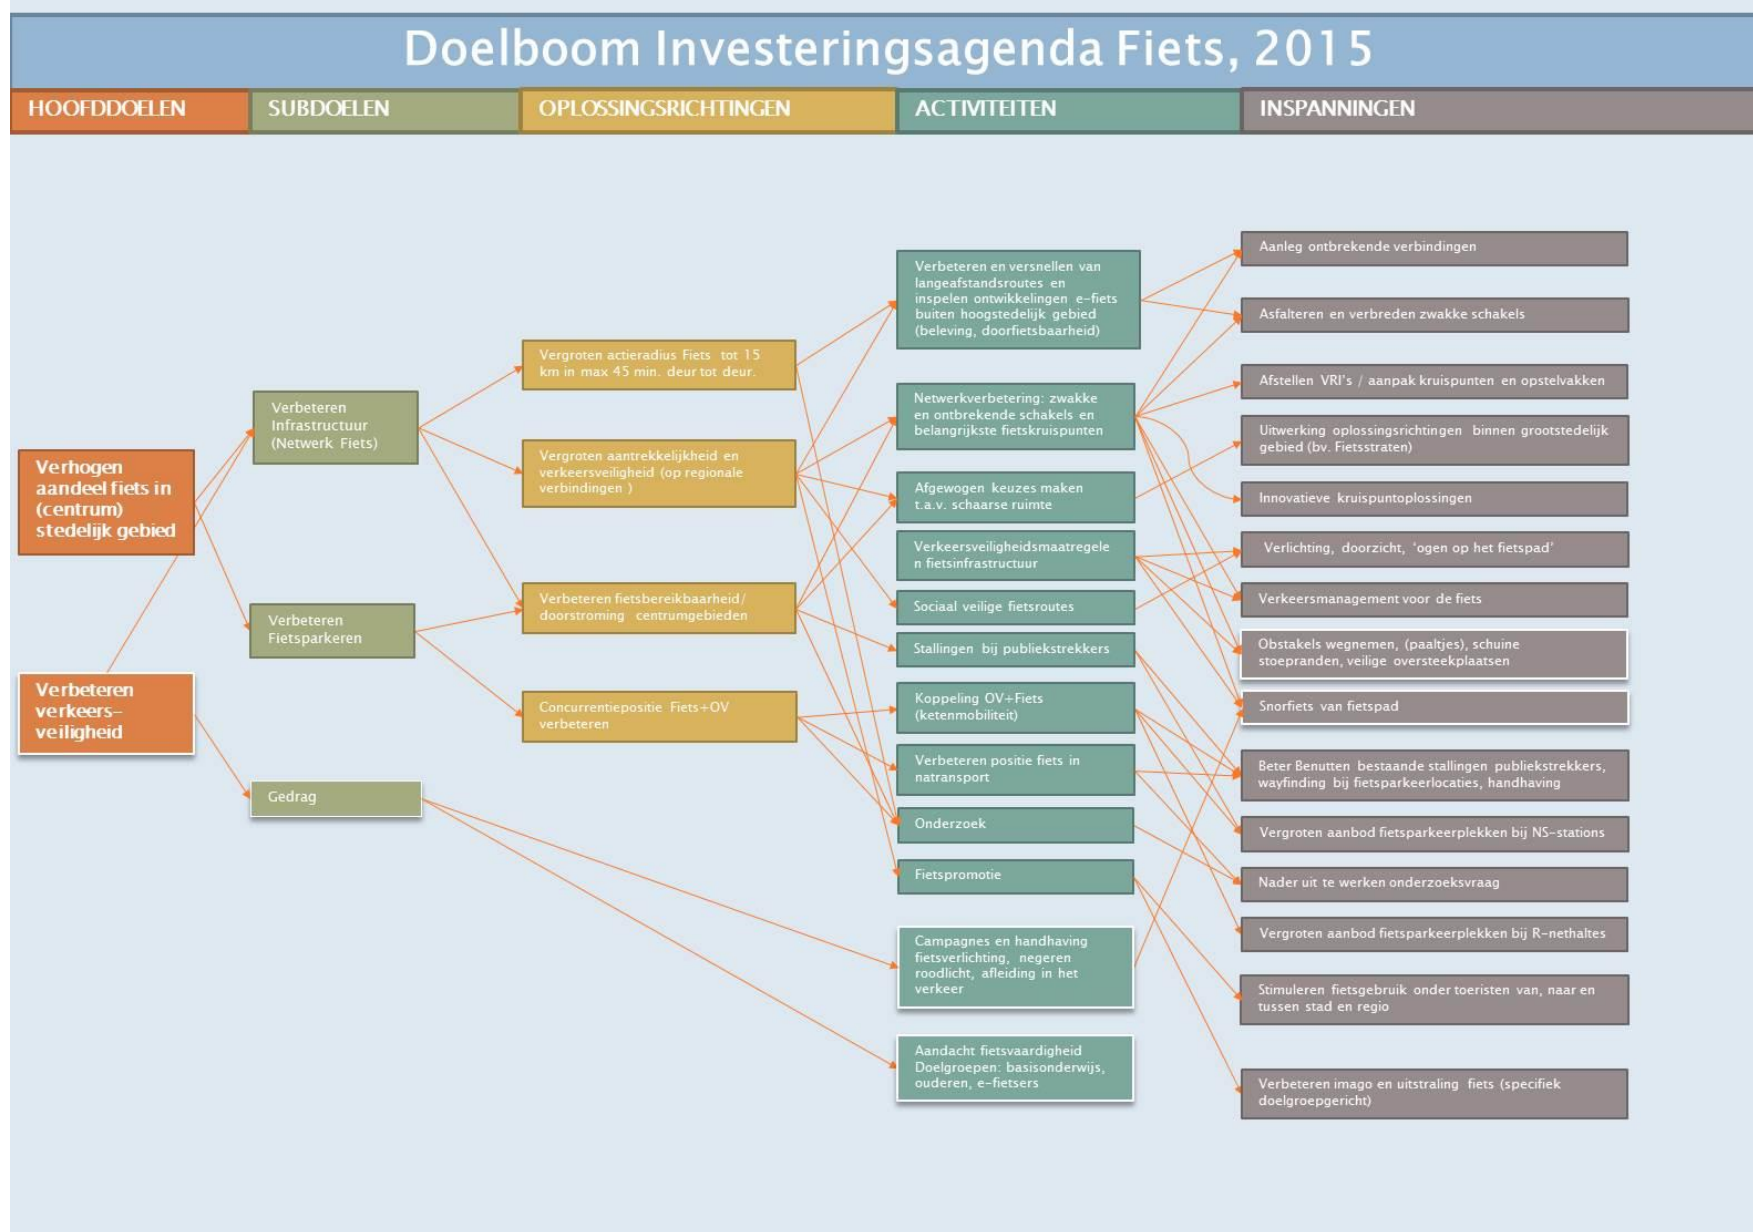 Doelboom Investeringsagenda Fiets, 2015
HOOFDDOELEN
SUBDOELEN
OPLOSSINGSRICHTINGEN
ACTIVITEITEN
INSPANNINGEN
Verhogen
aandeel fiets in
(centrum)
stedelijk gebied
Verbeteren
verkeers-
veiligheid
Verbeteren
Infrastructuur
(Netwerk Fiets)
Verbeteren
Fietsparkeren
Gedrag
Vergroten actieradius Fiets tot 15
km in max 45 min. deur tot deur.
Vergroten aantrekkelijkheid en
verkeersveiligheid (op regionale
verbindingen )
Verbeteren fietsbereikbaarheid/
doorstroming centrumgebieden
Concurrentiepositie Fiets+OV
verbeteren
Verbeteren en versnellen van
langeafstandsroutes en
inspelen ontwikkelingen e-fiets
buiten hoogstedelijk gebied
(beleving, doorfietsbaarheid)
Netwerkverbetering: zwakke
en ontbrekende schakels en
belangrijkste fietskruispunten
Afgewogen keuzes maken
t.a.v. schaarse ruimte
Verkeersveiligheidsmaatregele
n fietsinfrastructuur
Sociaal veilige fietsroutes
Stallingen bij publiekstrekkers
Koppeling OV+Fiets
(ketenmobiliteit)
Verbeteren positie fiets in
natransport
Onderzoek
Fietspromotie
Campagnes en handhaving
fietsverlichting, negeren
roodlicht, afleiding in het
verkeer
Aandacht fietsvaardigheid
Doelgroepen: basisonderwijs,
ouderen, e-fietsers
Aanleg ontbrekende verbindingen
Asfalteren en verbreden zwakke schakels
Afstellen VRI's / aanpak kruispunten en opstelvakken
Uitwerking oplossingsrichtingen binnen grootstedelijk
gebied (bv. Fietsstraten)
Innovatieve kruispuntoplossingen
Verlichting, doorzicht, 'ogen op het fietspad'
Verkeersmanagement voor de fiets
Obstakels wegnemen, (paaltjes), schuine
stoepranden, veilige oversteekplaatsen
Snorfiets van fietspad
Beter Benutten bestaande stallingen publiekstrekkers,
wayfinding bij fietsparkeerlocaties, handhaving
Vergroten aanbod fietsparkeerplekken bij NS-stations
Nader uit te werken onderzoeksvraag
Vergroten aanbod fietsparkeerplekken bij R-nethaltes
Stimuleren fietsgebruik onder toeristen van, naar en
tussen stad en regio
Verbeteren imago en uitstraling fiets (specifiek
doelgroepgericht)